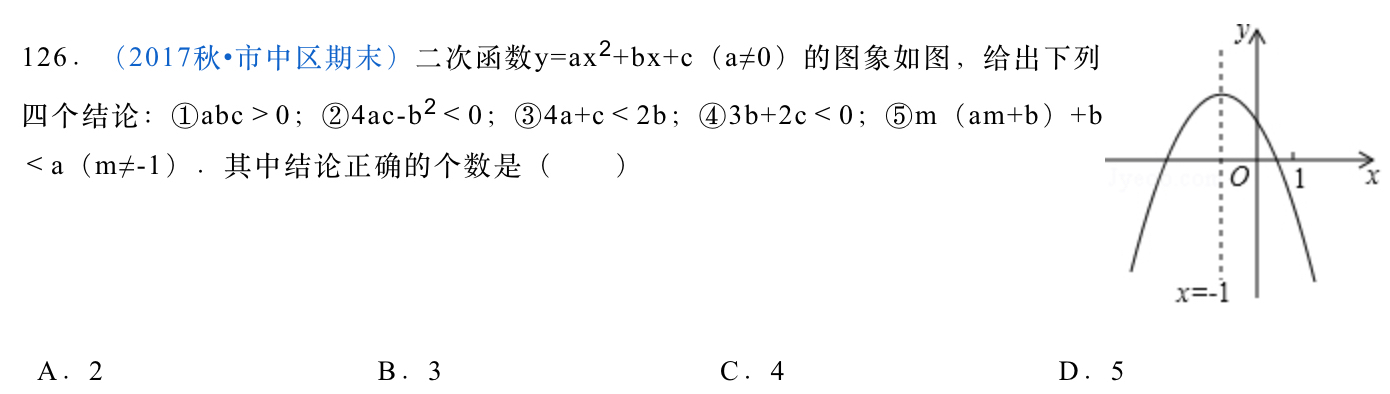 126．（2017秋•市中区期末）二次函数y=ax²+bx+c（a≠0）的图象如图，给出下列
四个结论：①abc＞0；②4ac-b²＜0；③4a+c＜2b；④3b+2c＜0；⑤m（am+b）+b
＜a（m≠-1）．其中结论正确的个数是（　　）
y
O
1
x
x=-1
A．2
B．3
C．4
D．5